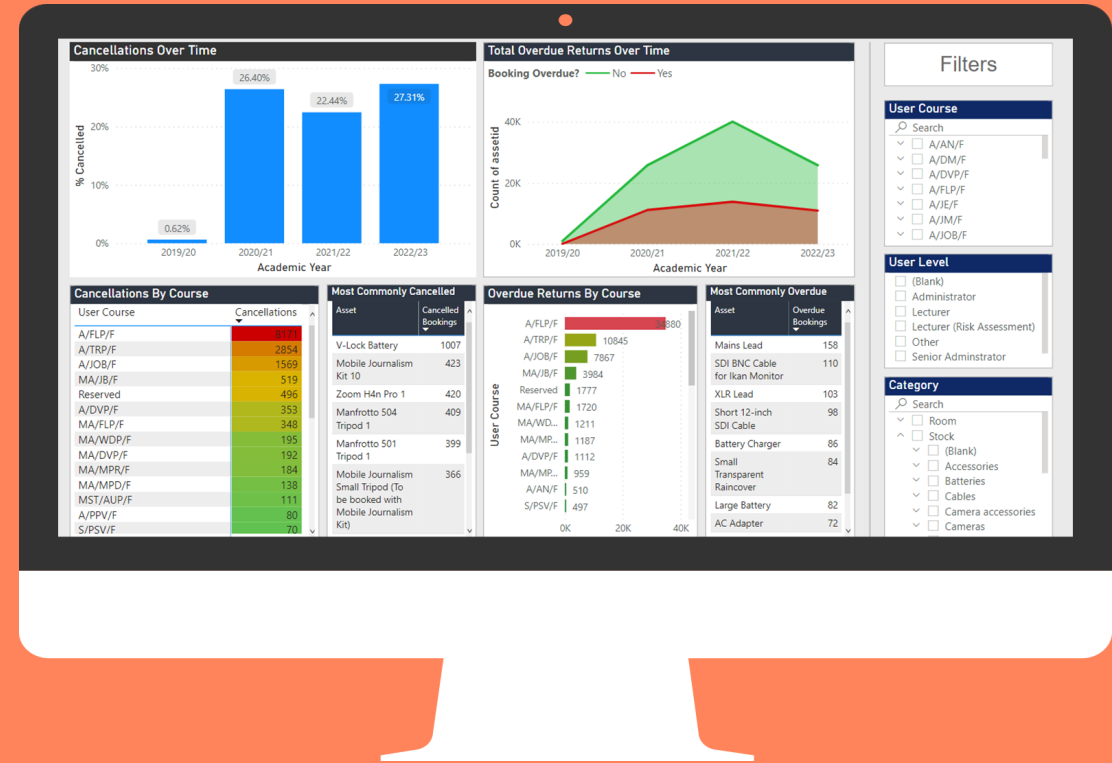 Cancellations Over Time
30%
20%
10%
0%
% Cancelled
0.62%
26.40%
22.44%
27.31%
2019/20 2020/21 2021/22 2022/23
Academic Year
Total Overdue Returns Over Time
Booking Overdue? No Yes
40K
20K
0K
Count of assetid
2019/20 2020/21 2021/22 2022/23
Academic Year
Cancellations By Course
User Course Cancellations
A/FLP/F 8171
A/TRP/F 2854
A/JOB/F 1569
MA/JB/F 519
Reserved 496
A/DVP/F 353
MA/FLP/F 348
MA/WDP/F 195
MA/DVP/F 192
MA/MPR/F 184
MA/MPD/F 138
MST/AUP/F 111
A/PPV/F 80
S/PSV/F 70
Most Commonly Cancelled
Asset Cancelled
Bookings
V-Lock Battery 1007
Mobile Journalism 423
Kit 10
Zoom H4n Pro 1 420
Manfrotto 504 409
Tripod 1
Manfrotto 501 399
Tripod 1
Mobile Journalism 366
Small Tripod (To
be booked with
Mobile Journalism
Kit)
Overdue Returns By Course
User Course
A/FLP/F 34880
A/TRP/F 10845
A/JOB/F 7867
MA/JB/F 3984
Reserved 1777
MA/FLP/F 1720
MA/WD... 1211
MA/MP... 1187
A/DVP/F 1112
MA/MP... 959
A/AN/F 510
S/PSV/F 497
0K 20K 40K
Most Commonly Overdue
Asset Overdue
Bookings
Mains Lead 158
SDI BNC Cable 110
for Ikan Monitor
XLR Lead 103
Short 12-inch 98
SDI Cable
Battery Charger 86
Small 84
Transparent
Raincover
Large Battery 82
AC Adapter 72
Filters
User Course
Search
A/AN/F
A/DM/F
A/DVP/F
A/FLP/F
A/JE/F
A/JM/F
A/JOB/F
User Level
(Blank)
Administrator
Lecturer
Lecturer (Risk Assessment)
Other
Senior Adminstrator
Category
Search
Room
Stock
(Blank)
Accessories
Batteries
Cables
Camera accessories
Cameras